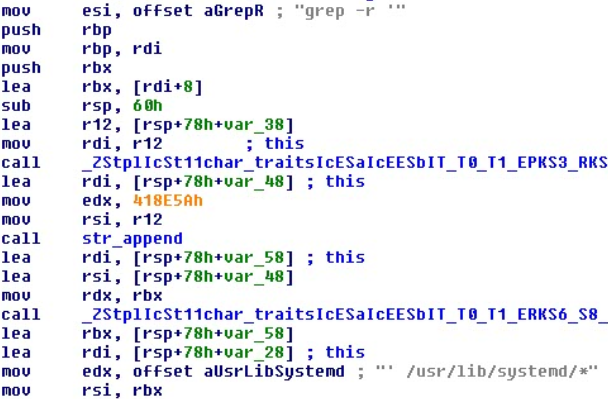 mov esi, offset aGrepR ; "grep -r '"
push rbp
mov rbp, rdi
push rbx
lea rbx, [rdi+8]
sub rsp, 60h
lea r12, [rsp+78h+var_38]
mov rdi, r12 ; this
call _ZStplIcSt11char_traitsIcESaIcEESbIT_T0_T1_EPKS3_RKS
lea rdi, [rsp+78h+var_48] ; this
mov edx, 418E5Ah
mov rsi, r12
call str_append
lea rdi, [rsp+78h+var_58] ; this
lea rsi, [rsp+78h+var_48]
mov rdx, rbx
call _ZStplIcSt11char_traitsIcESaIcEESbIT_T0_T1_ERKS6_S8_
lea rbx, [rsp+78h+var_58]
lea rdi, [rsp+78h+var_28] ; this
mov edx, offset aUsrLibSystemd ; "' /usr/lib/systemd/*"
mov rsi, rbx